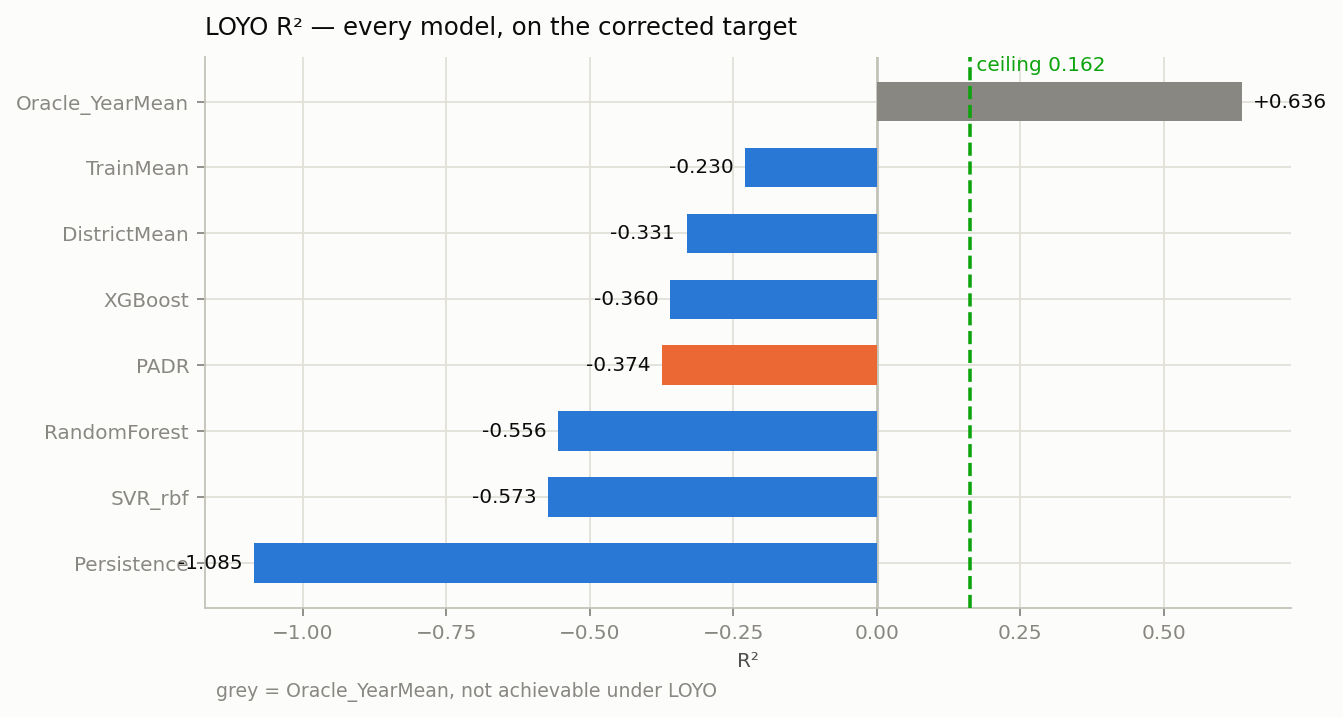 LOYO R² — every model, on the corrected target
ceiling 0.162
Oracle_YearMean +0.636
TrainMean -0.230
DistrictMean -0.331
XGBoost -0.360
PADR -0.374
RandomForest -0.556
SVR_rbf -0.573
Persistence -1.085
−1.00 −0.75 −0.50 −0.25 0.00 0.25 0.50
R²
grey = Oracle_YearMean, not achievable under LOYO